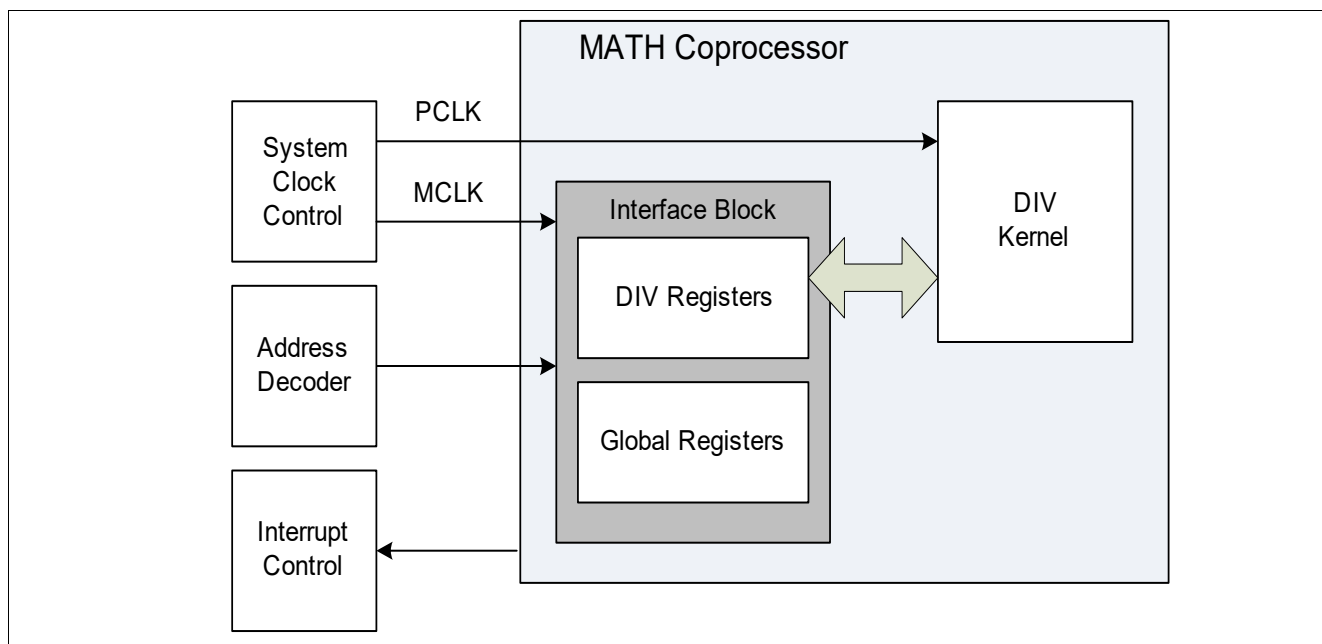 MATH Coprocessor
PCLK
System
Clock
Control
MCLK
Interface Block
DIV
Kernel
DIV Registers
Address
Decoder
Global Registers
Interrupt
Control